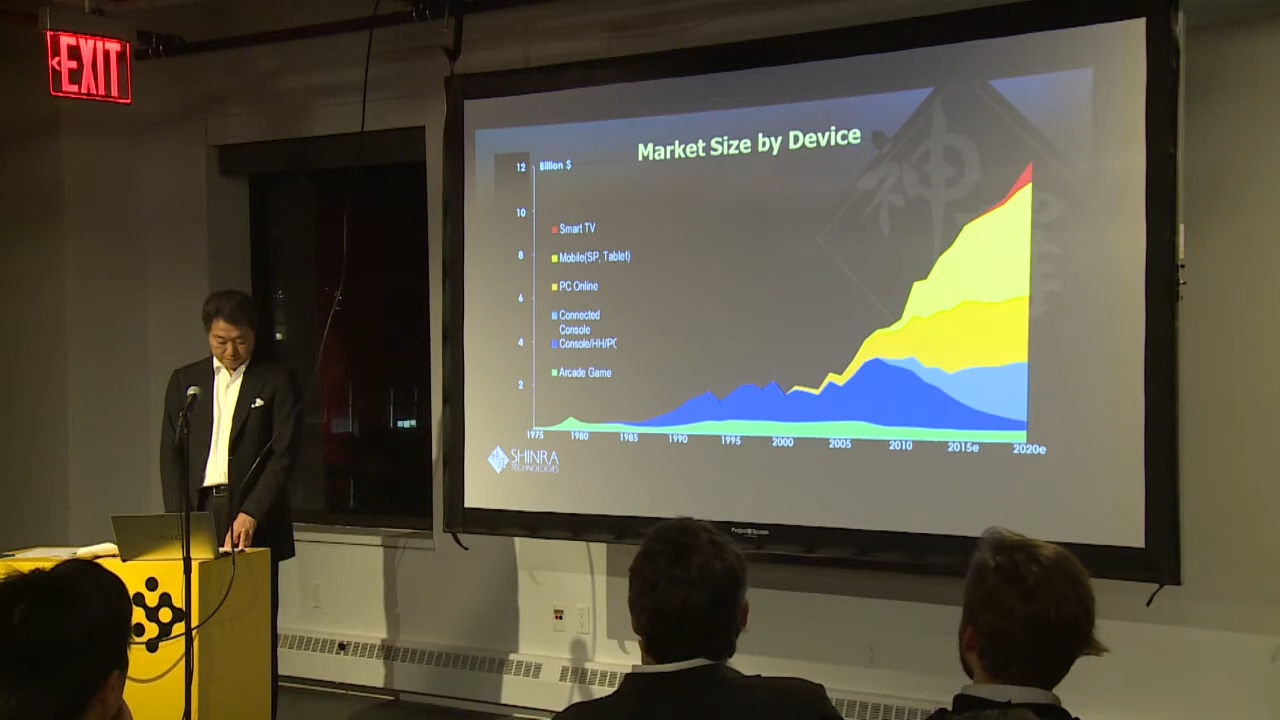 EXIT
Market Size by Device
12
Billion $
10
Smart TV
8
Mobile(SP, Tablet)
PC Online
6
Connected
Console
4
Console/HH/PC
Arcade Game
2
1975
1980
1985
1990
1995
2000
2005
2010
2015e
2020e
SHINRA
TECHNOLOGIES
神